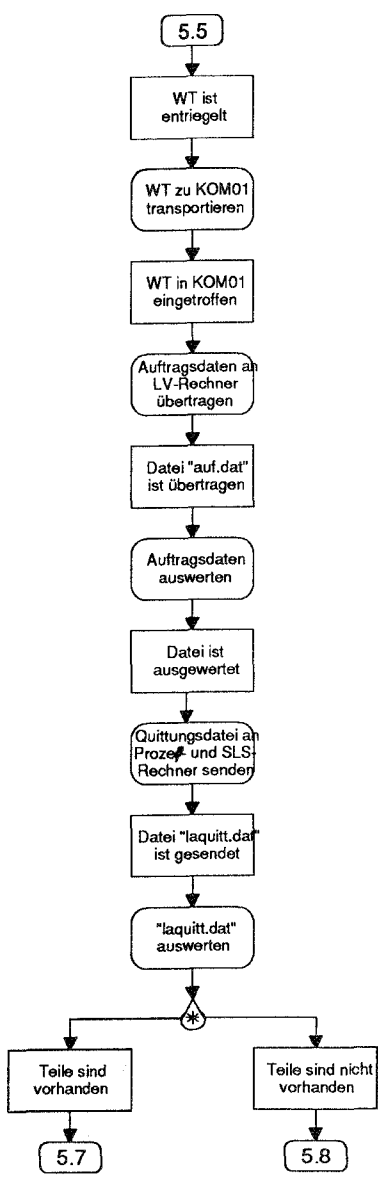 5.5
WT ist
entriegelt
WT zu KOM01
transportieren
WT in KOM01
eingetroffen
Auftragsdaten an
LV-Rechner
übertragen
Datei "auf.dat"
ist übertragen
Auftragsdaten
auswerten
Datei ist
ausgewertet
Quittungsdatei an
Prozeß- und SLS-
Rechner senden
Datei "laquitt.dat"
ist gesendet
"laquitt.dat"
auswerten
*
Teile sind
vorhanden
Teile sind nicht
vorhanden
5.7
5.8